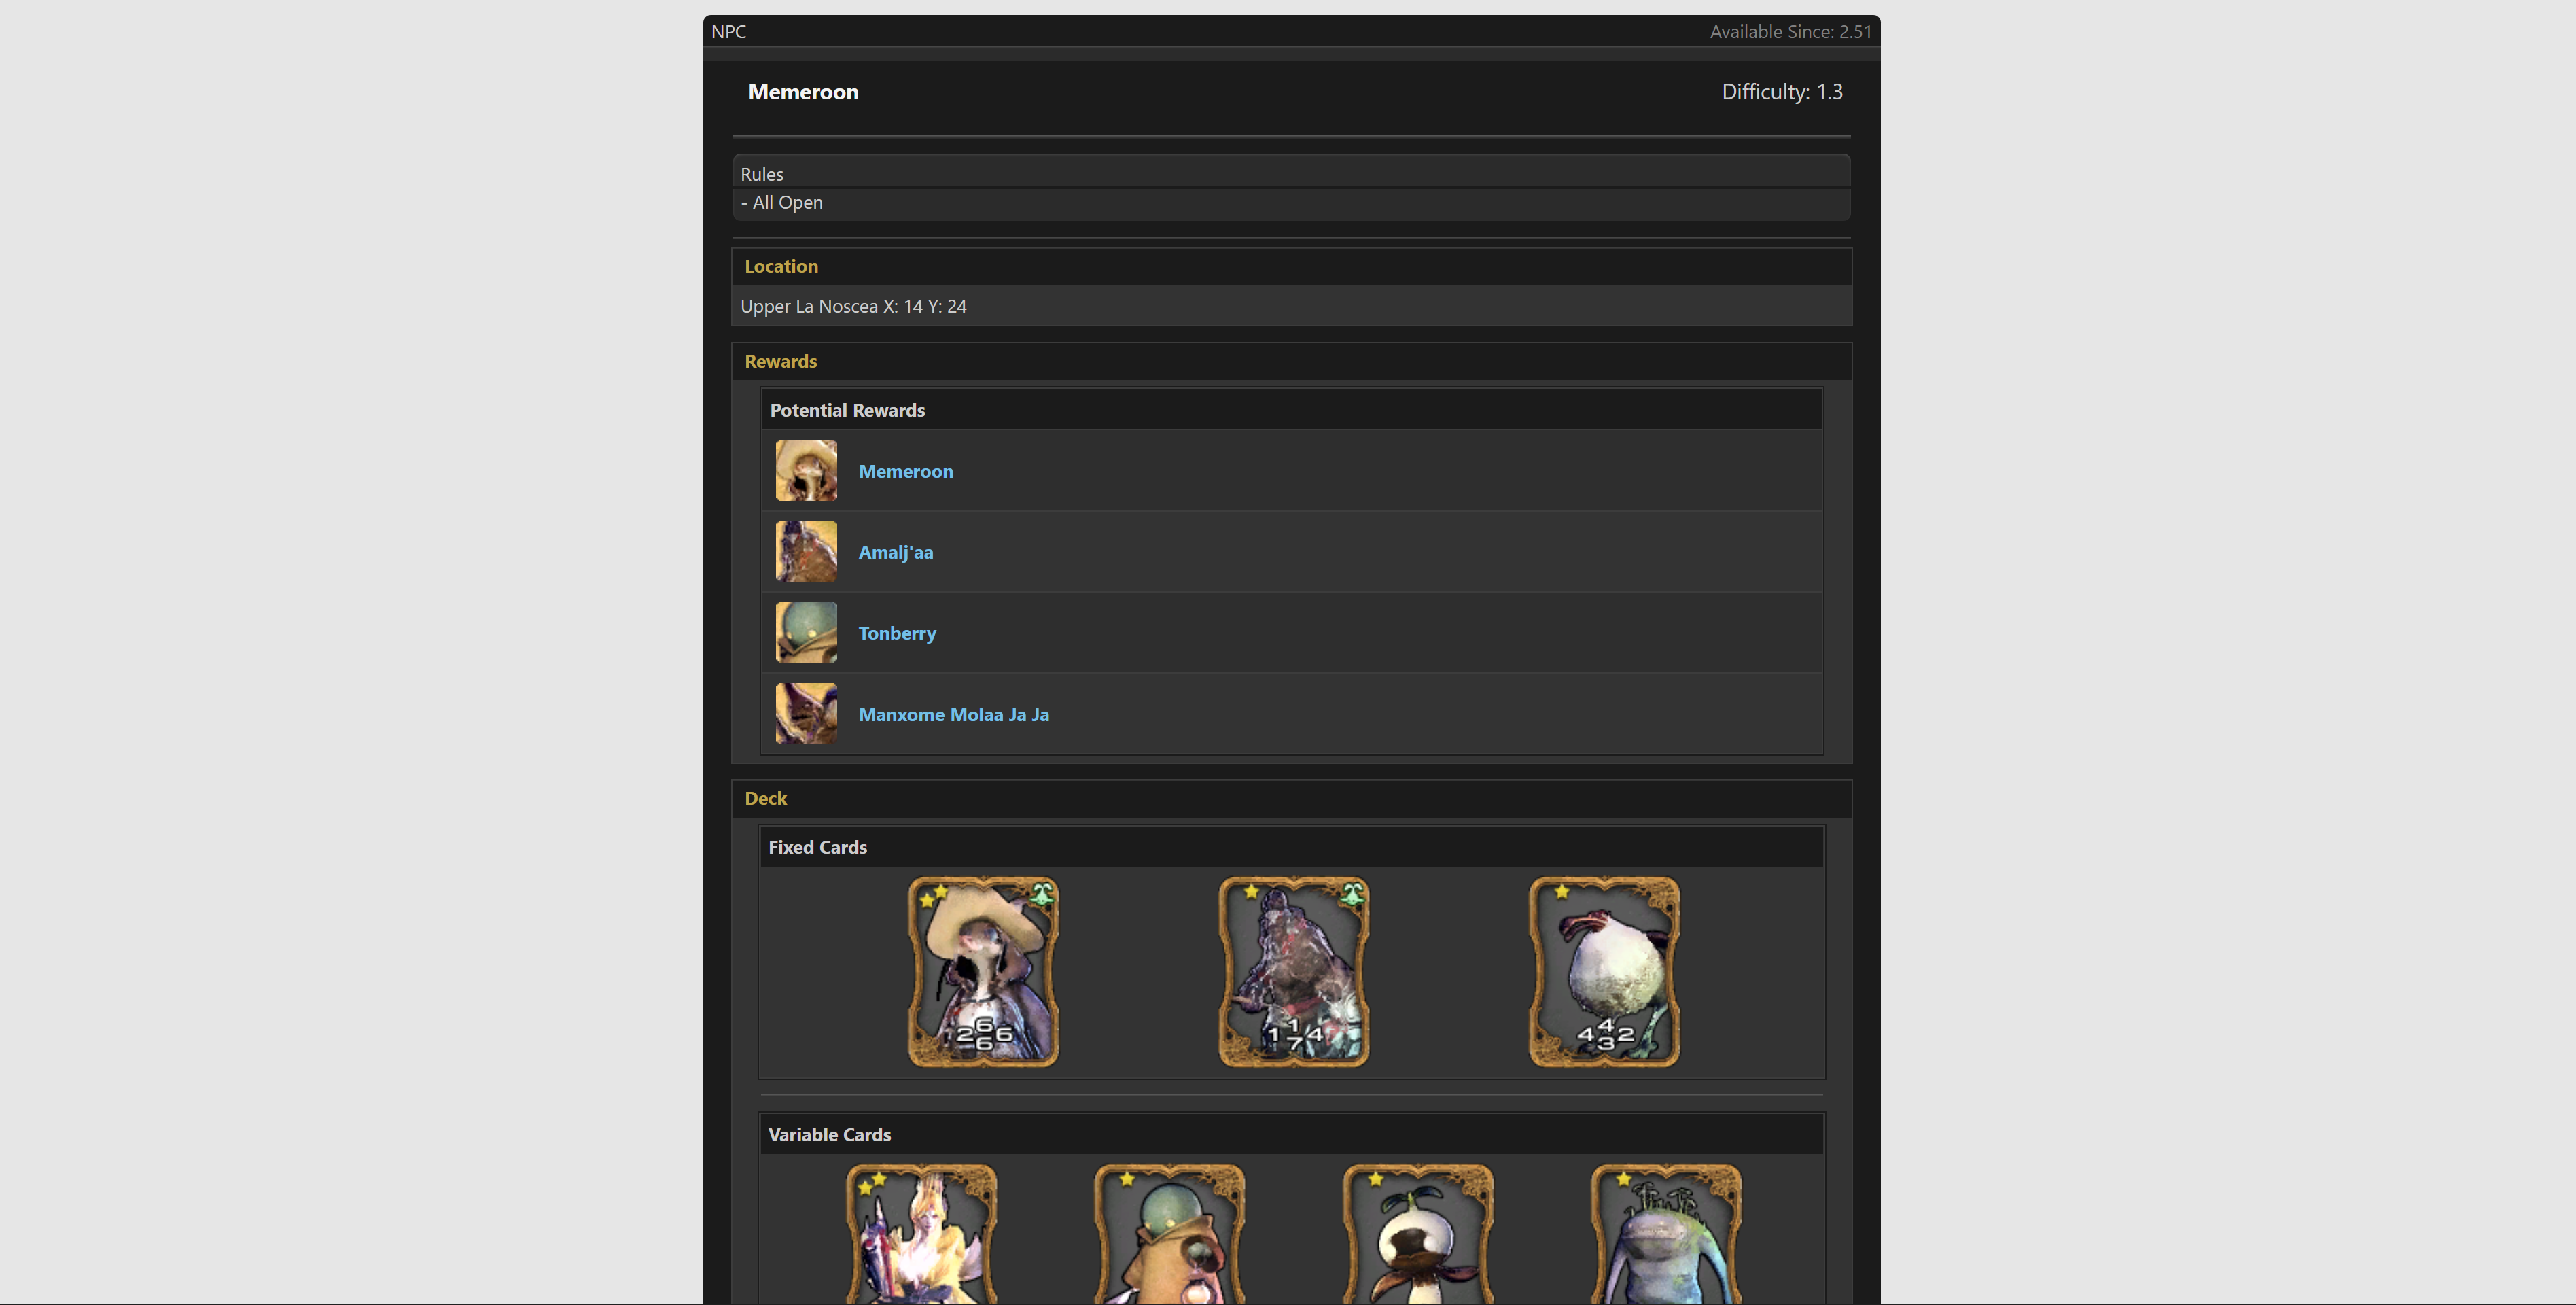 NPC
Available Since: 2.51
Memeroon
Difficulty: 1.3
Rules
- All Open
Location
Upper La Noscea X: 14 Y: 24
Rewards
Potential Rewards
Memeroon
Amalj'aa
Tonberry
Manxome Molaa Ja Ja
Deck
Fixed Cards
6
2 6
6
1
1 4
7
4
4 2
3
Variable Cards